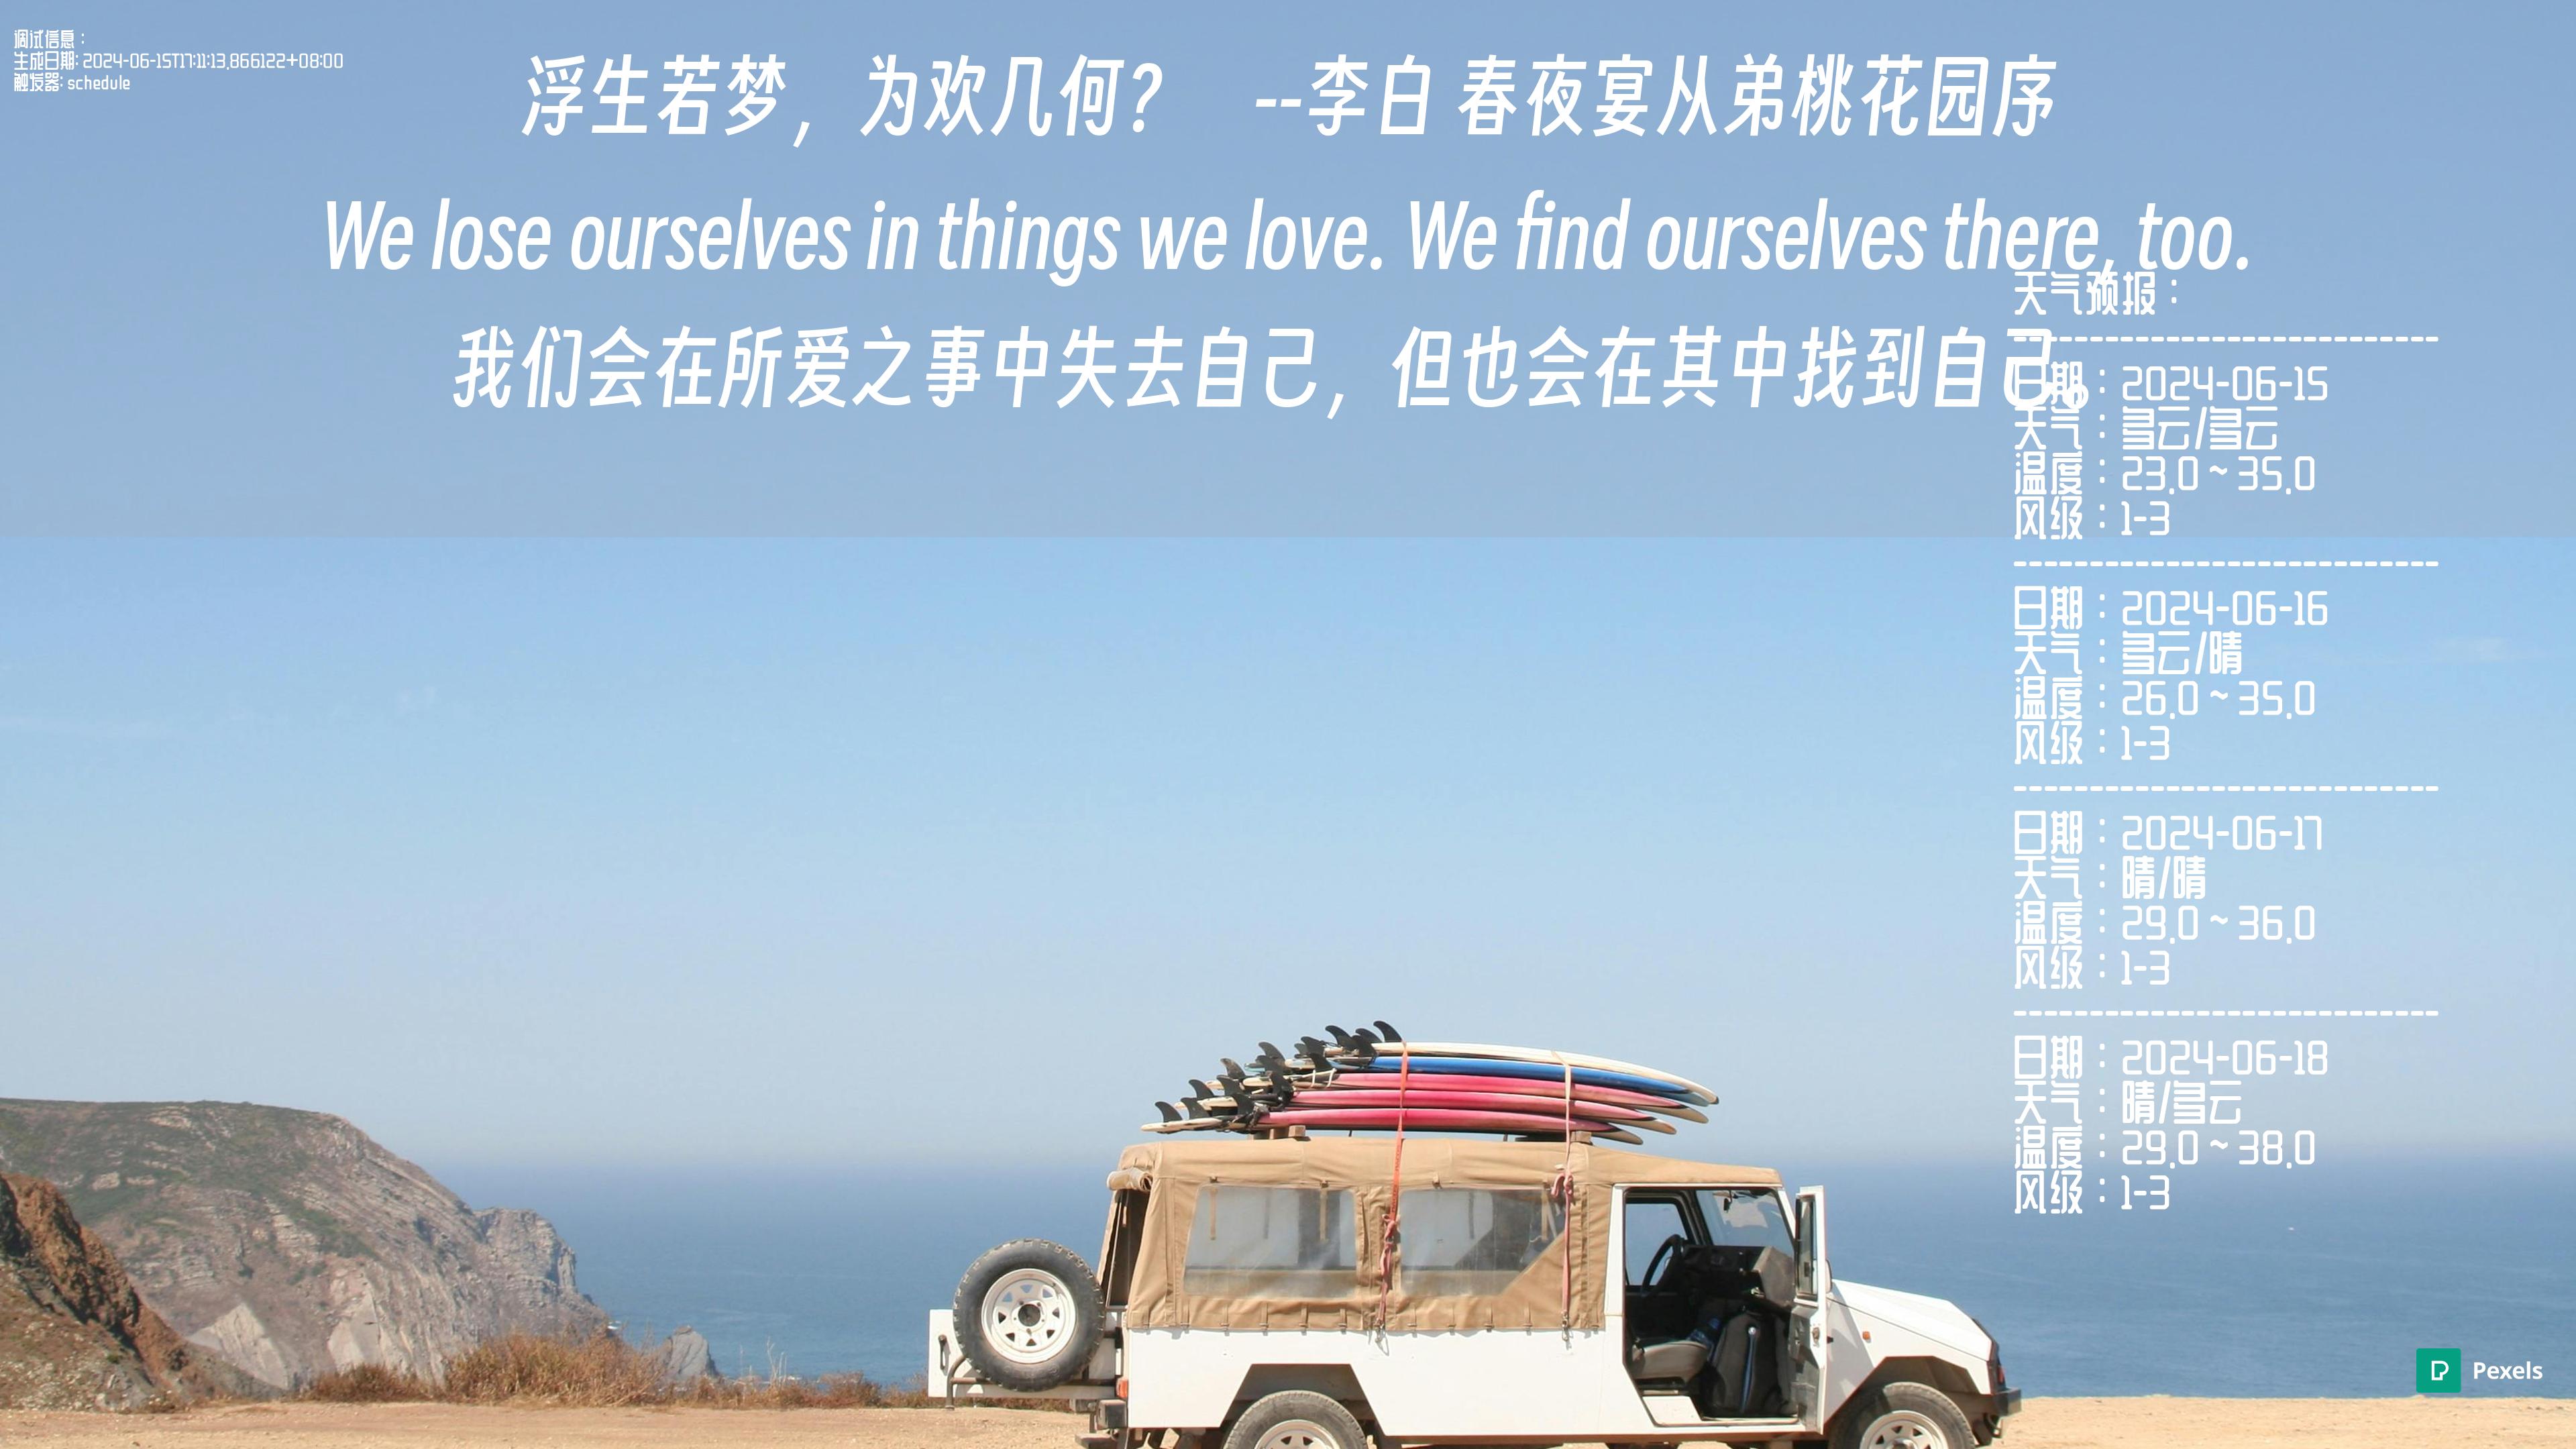 调试信息：
生成日期: 2024-06-15T17:11:13.866122+08:00
触发器: schedule
浮生若梦，为欢几何？ --李白 春夜宴从弟桃花园序
We lose ourselves in things we love. We find ourselves there, too.
我们会在所爱之事中失去自己，但也会在其中找到自己。
天气预报：
----------------------------
日期：2024-06-15
天气：多云/多云
温度：23.0 ~ 35.0
风级：1-3
----------------------------
日期：2024-06-16
天气：多云/晴
温度：26.0 ~ 35.0
风级：1-3
----------------------------
日期：2024-06-17
天气：晴/晴
温度：29.0 ~ 36.0
风级：1-3
----------------------------
日期：2024-06-18
天气：晴/多云
温度：29.0 ~ 38.0
风级：1-3
Pexels